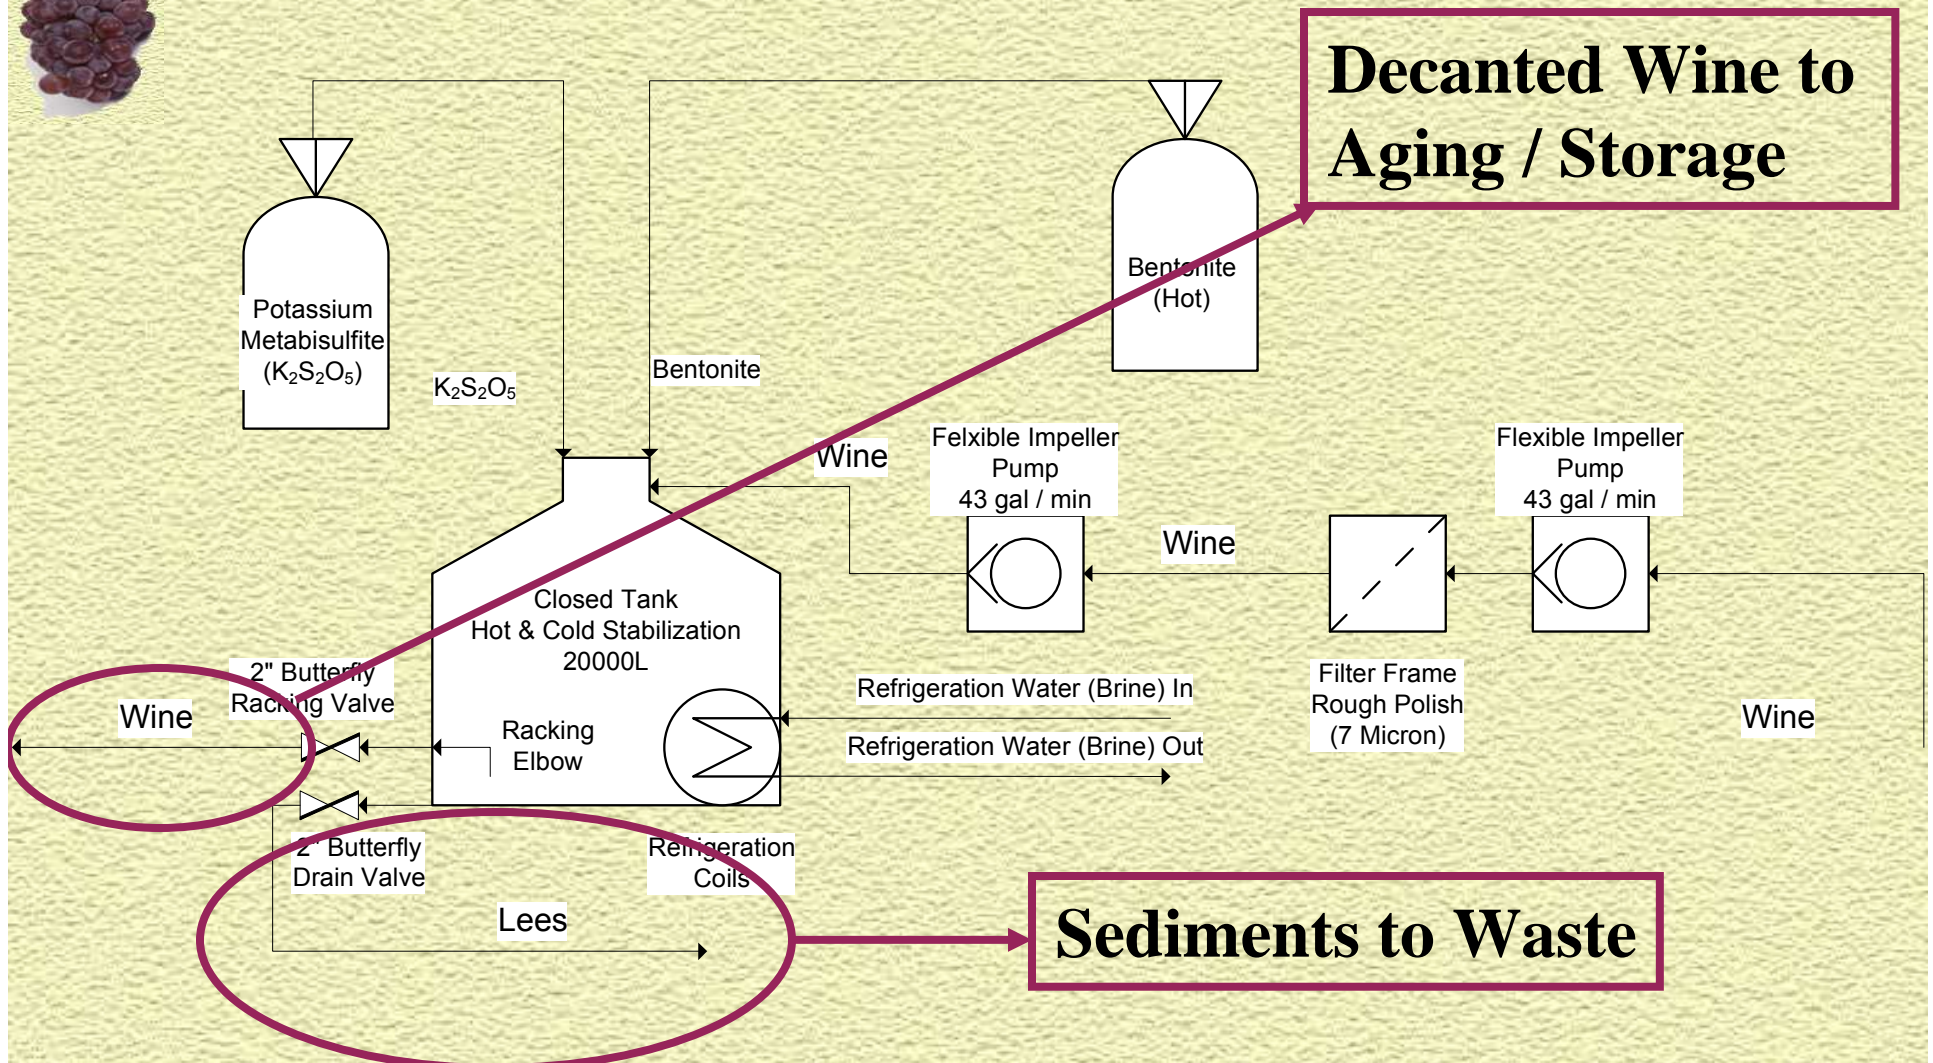 Decanted Wine to
Aging / Storage
Potassium
Metabisulfite
(K₂S₂O₅)
K₂S₂O₅
Bentonite
Bentonite
(Hot)
Wine
Felxible Impeller
Pump
43 gal / min
Wine
Flexible Impeller
Pump
43 gal / min
Closed Tank
Hot & Cold Stabilization
20000L
2" Butterfly
Racking Valve
Wine
Racking
Elbow
Refrigeration Water (Brine) In
Refrigeration Water (Brine) Out
Filter Frame
Rough Polish
(7 Micron)
Wine
2" Butterfly
Drain Valve
Refrigeration
Coils
Lees
Sediments to Waste